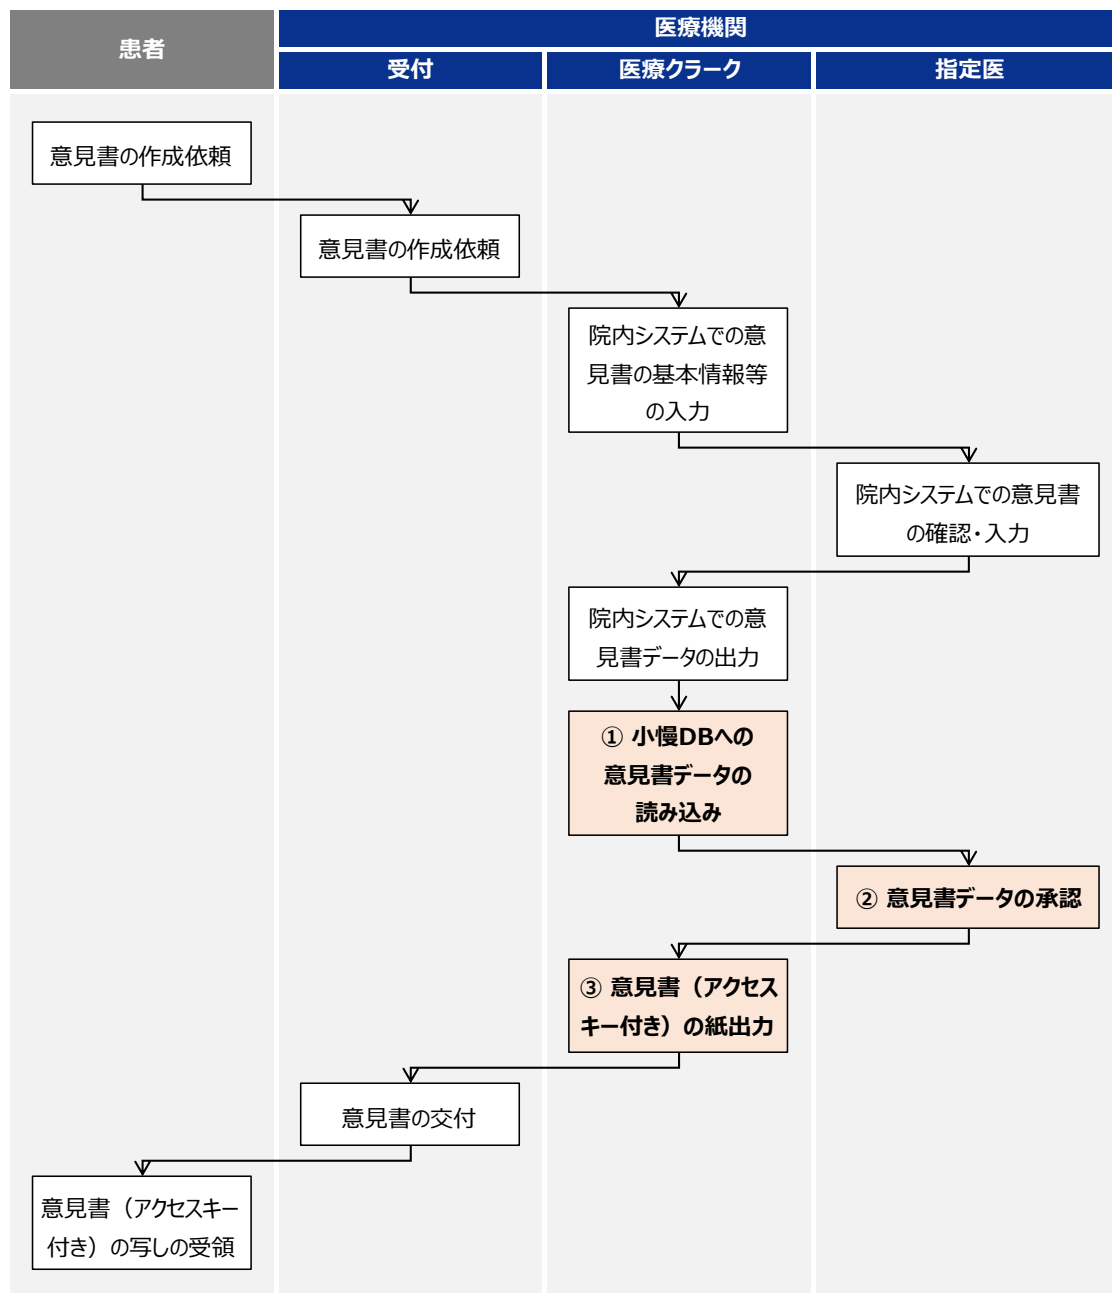 患者
医療機関
受付
医療クラーク
指定医
意見書の作成依頼
意見書の作成依頼
院内システムでの意
見書の基本情報等
の入力
院内システムでの意見書
の確認・入力
院内システムでの意
見書データの出力
① 小慢DBへの
意見書データの
読み込み
② 意見書データの承認
③ 意見書（アクセス
キー付き）の紙出力
意見書の交付
意見書（アクセスキー
付き）の写しの受領